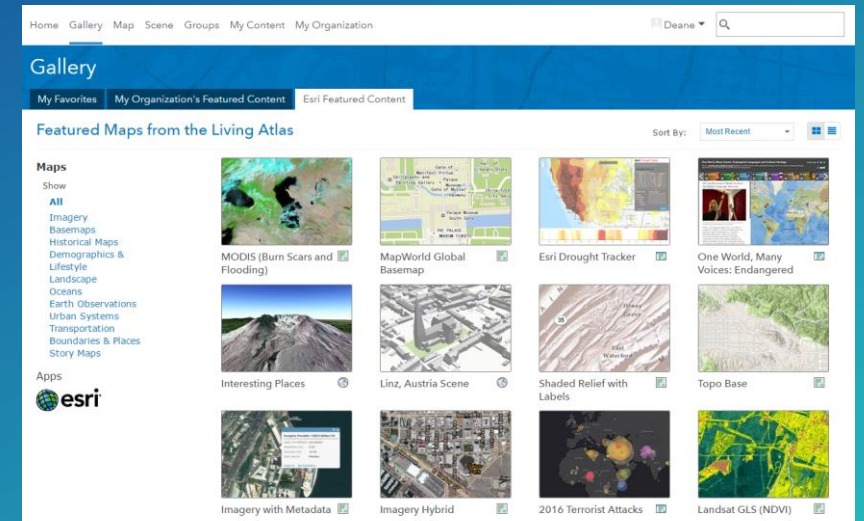 Home Gallery Map Scene Groups My Content My Organization
Deane
Gallery
My Favorites My Organization's Featured Content Esri Featured Content
Featured Maps from the Living Atlas
Sort By: Most Recent
Maps
Show
All
Imagery
Basemaps
Historical Maps
Demographics &
Lifestyle
Landscape
Oceans
Earth Observations
Urban Systems
Transportation
Boundaries & Places
Story Maps
Apps
esri
MODIS (Burn Scars and
Flooding)
MapWorld Global
Basemap
Esri Drought Tracker
One World, Many
Voices: Endangered
Interesting Places
Linz, Austria Scene
Shaded Relief with
Labels
Topo Base
Imagery with Metadata
Imagery Hybrid
2016 Terrorist Attacks
Landsat GLS (NDVI)